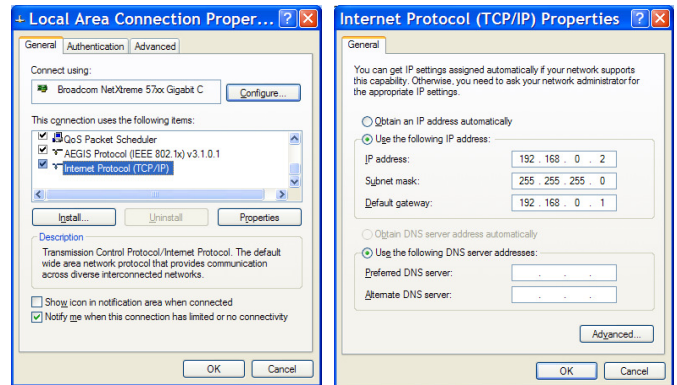 Local Area Connection Proper...
General Authentication Advanced
Connect using:
Broadcom NetXtreme 57xx Gigabit C
Configure...
This connection uses the following items:
QoS Packet Scheduler
AEGIS Protocol (IEEE 802.1x) v3.1.0.1
Internet Protocol (TCP/IP)
Install... Uninstall Properties
Description
Transmission Control Protocol/Internet Protocol. The default
wide area network protocol that provides communication
across diverse interconnected networks.
Show icon in notification area when connected
Notify me when this connection has limited or no connectivity
OK Cancel
Internet Protocol (TCP/IP) Properties
General
You can get IP settings assigned automatically if your network supports
this capability. Otherwise, you need to ask your network administrator for
the appropriate IP settings.
Obtain an IP address automatically
Use the following IP address:
IP address: 192 . 168 . 0 . 2
Subnet mask: 255 . 255 . 255 . 0
Default gateway: 192 . 168 . 0 . 1
Obtain DNS server address automatically
Use the following DNS server addresses:
Preferred DNS server: . . .
Alternate DNS server: . . .
Advanced...
OK Cancel